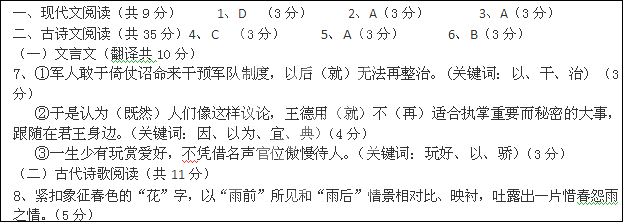 一、现代文阅读（共 9 分） 1、D （3 分） 2、A（3 分） 3、A（3 分）
二、古诗文阅读（共 35 分）4、C （3 分） 5、A（3 分） 6、B（3 分）
（一）文言文（翻译共 10 分）
7、①军人敢于倚仗诏命来干预军队制度，以后（就）无法再整治。(关键词：以、干、治) （3
分）
②于是认为（既然）人们像这样议论，王德用（就）不（再）适合执掌重要而秘密的大事，
跟随在君王身边。（关键词：因、以为、宜、典）（4 分）
③一生少有玩赏爱好，不凭借名声官位傲慢待人。（关键词：玩好、以、骄）（3 分）
（二）古代诗歌阅读（共 11 分）
8、紧扣象征春色的“花”字，以“雨前”所见和“雨后”情景相对比、映衬，吐露出一片惜春怨雨
之情。（5 分）